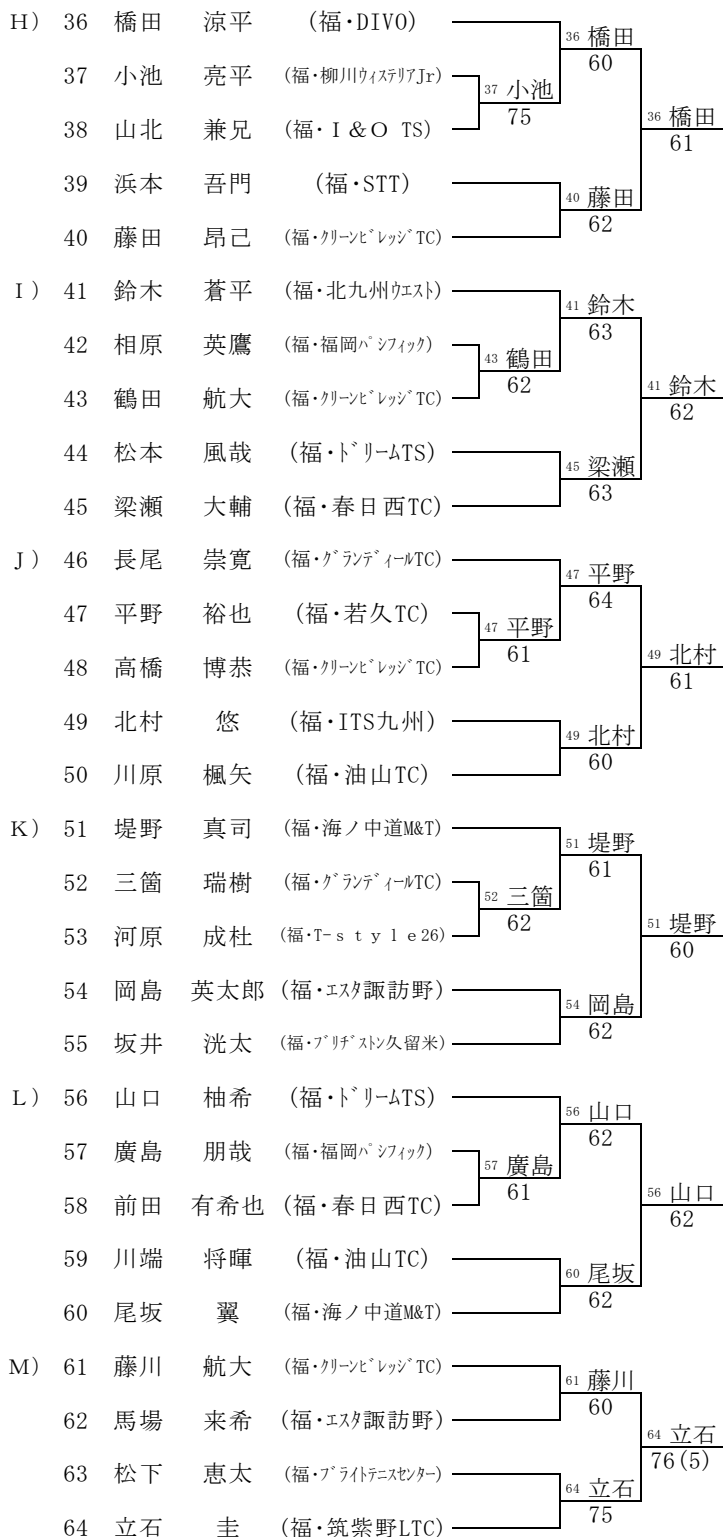 H) 36 橋田 涼平 (福・DIVO)
36 橋田
60
37 小池 亮平 (福・柳川ウィステリアJr)
37 小池
75
36 橋田
61
38 山北 兼兄 (福・I&O TS)
39 浜本 吾門 (福・STT)
40 藤田
62
40 藤田 昂己 (福・クリーンビレッジTC)
I) 41 鈴木 蒼平 (福・北九州ウエスト)
41 鈴木
63
42 相原 英鷹 (福・福岡パシフィック)
43 鶴田
62
41 鈴木
62
43 鶴田 航大 (福・クリーンビレッジTC)
44 松本 風哉 (福・ドリームTS)
45 梁瀬
63
45 梁瀬 大輔 (福・春日西TC)
J) 46 長尾 崇寛 (福・グランディールTC)
47 平野
64
47 平野 裕也 (福・若久TC)
47 平野
61
49 北村
61
48 高橋 博恭 (福・クリーンビレッジTC)
49 北村 悠 (福・ITS九州)
49 北村
60
50 川原 楓矢 (福・油山TC)
K) 51 堤野 真司 (福・海ノ中道M&T)
51 堤野
61
52 三箇 瑞樹 (福・グランディールTC)
52 三箇
62
51 堤野
60
53 河原 成杜 (福・T-style26)
54 岡島 英太郎 (福・エスタ諏訪野)
54 岡島
62
55 坂井 洸太 (福・ブリヂストン久留米)
L) 56 山口 柚希 (福・ドリームTS)
56 山口
62
57 廣島 朋哉 (福・福岡パシフィック)
57 廣島
61
56 山口
62
58 前田 有希也 (福・春日西TC)
59 川端 将暉 (福・油山TC)
60 尾坂
62
60 尾坂 翼 (福・海ノ中道M&T)
M) 61 藤川 航大 (福・クリーンビレッジTC)
61 藤川
60
62 馬場 来希 (福・エスタ諏訪野)
64 立石
76(5)
63 松下 恵太 (福・ブライトテニスセンター)
64 立石
75
64 立石 圭 (福・筑紫野LTC)